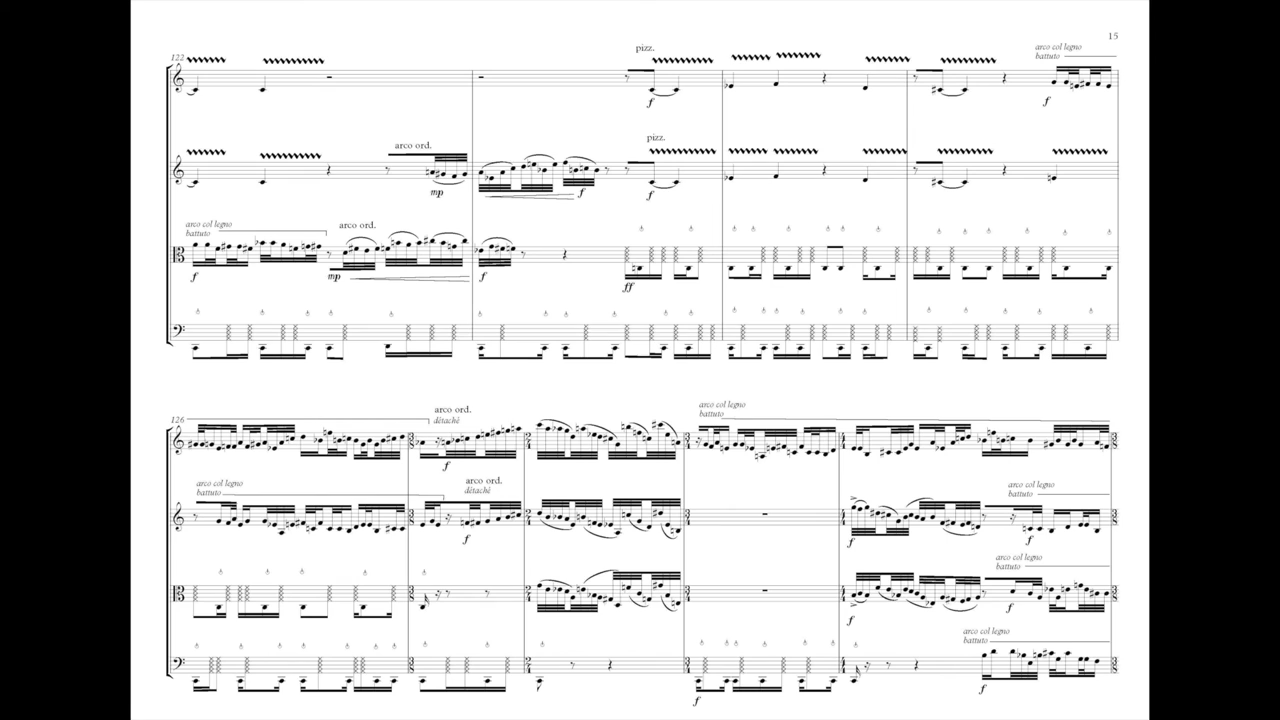 15
122
pizz.
arco col legno
battuto
f
f
arco ord.
pizz.
mp
f
f
arco col legno
battuto
arco ord.
f
mp
f
ff
126
arco ord.
détaché
arco col legno
battuto
f
arco col legno
battuto
arco ord.
détaché
arco col legno
battuto
f
f
f
arco col legno
battuto
f
f
arco col legno
battuto
f
f